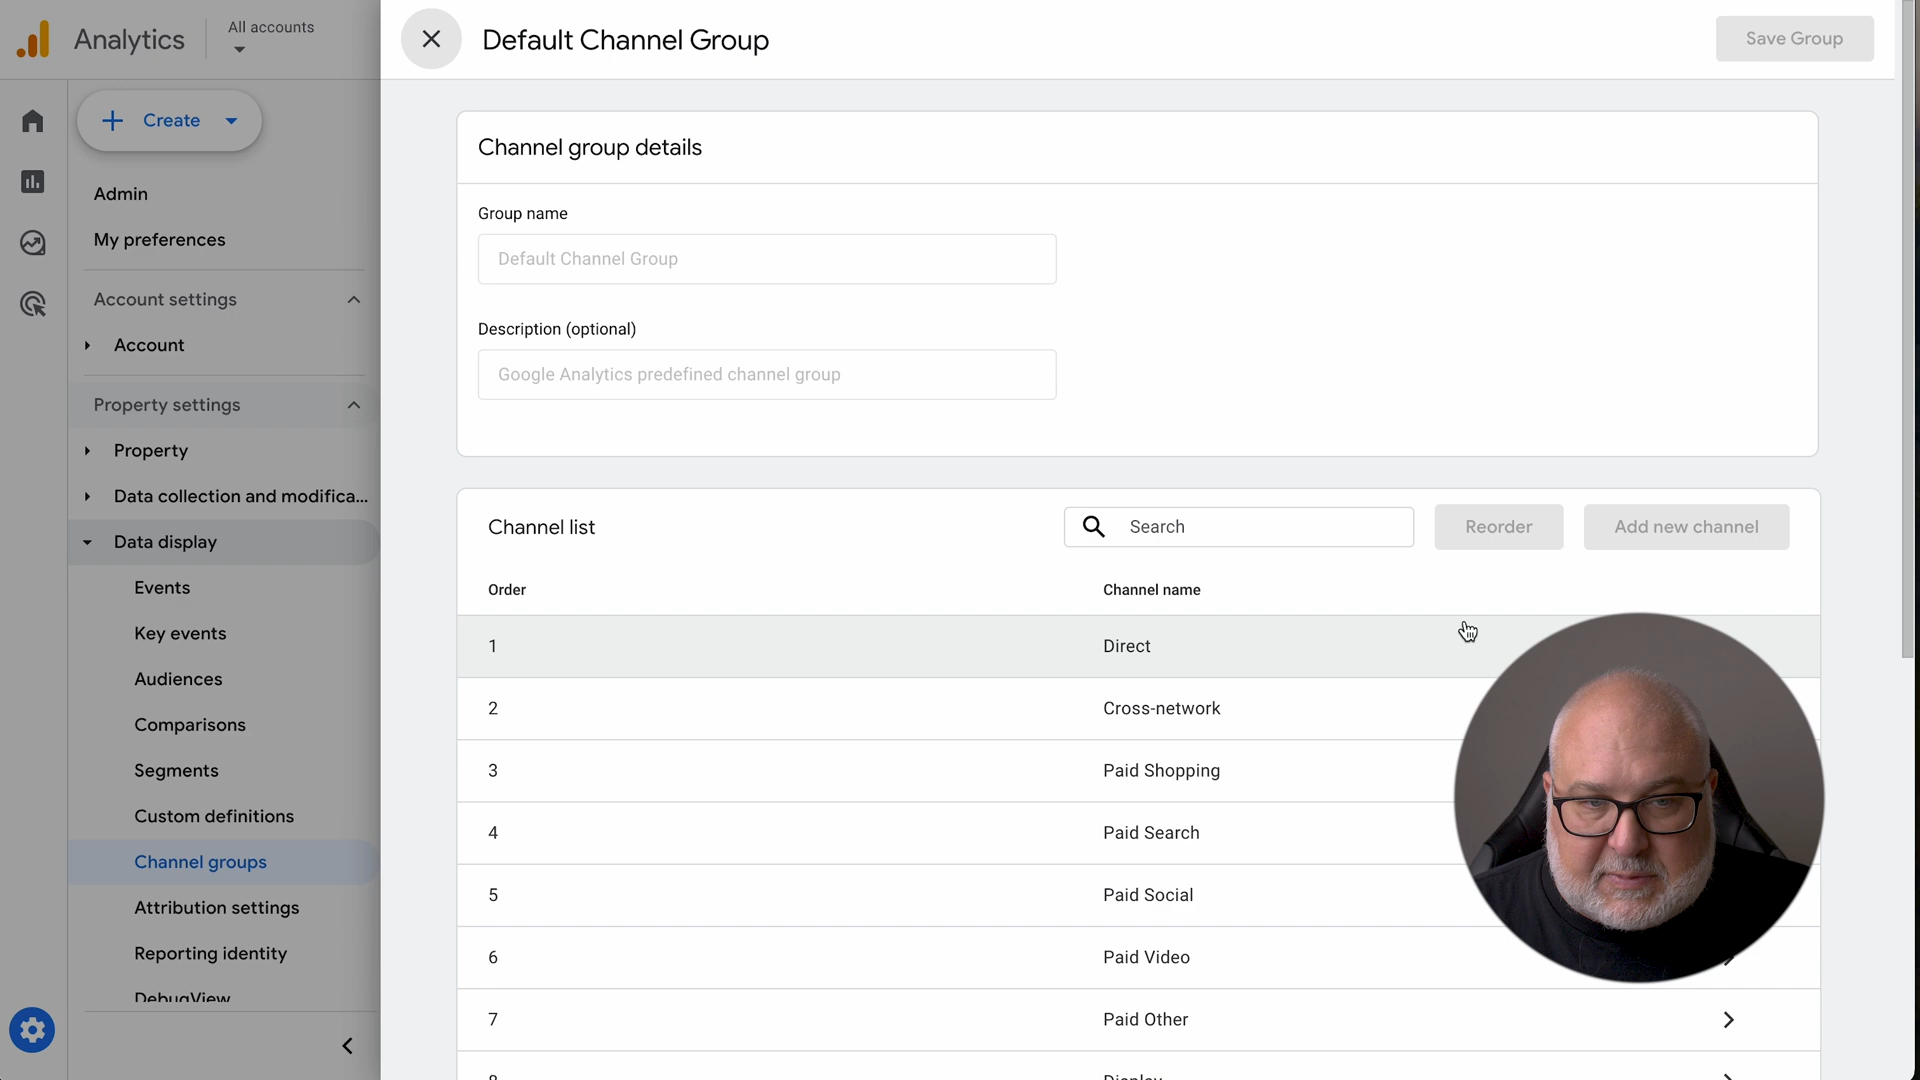 Analytics
All accounts
Default Channel Group
Save Group
Create
Admin
My preferences
Account settings
Account
Property settings
Property
Data collection and modifica...
Data display
Events
Key events
Audiences
Comparisons
Segments
Custom definitions
Channel groups
Attribution settings
Reporting identity
DebugView
Channel group details
Group name
Default Channel Group
Description (optional)
Google Analytics predefined channel group
Channel list
Search
Reorder
Add new channel
Order
Channel name
1
Direct
2
Cross-network
3
Paid Shopping
4
Paid Search
5
Paid Social
6
Paid Video
7
Paid Other
8
Display